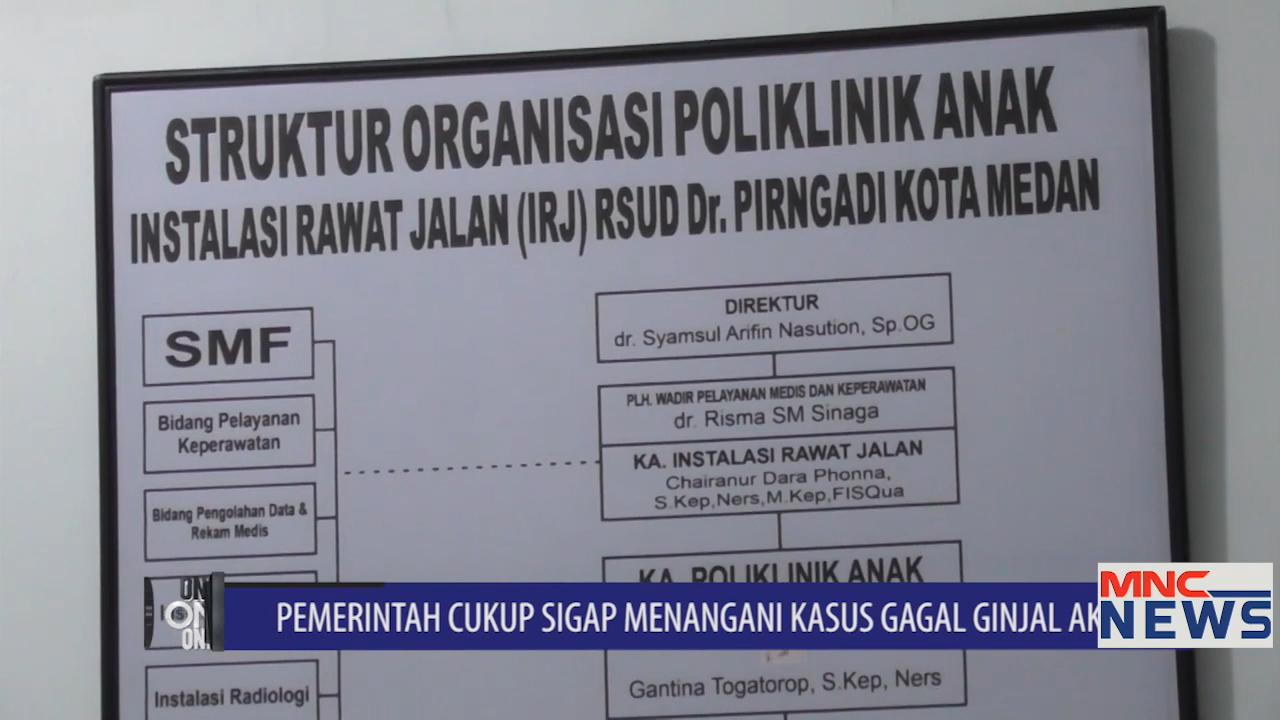 STRUKTUR ORGANISASI POLIKLINIK ANAK
INSTALASI RAWAT JALAN (IRJ) RSUD Dr. PIRNGADI KOTA MEDAN
SMF
Bidang Pelayanan
Keperawatan
Bidang Pengolahan Data &
Rekam Medis
Instalasi Radiologi
DIREKTUR
dr. Syamsul Arifin Nasution, Sp.OG
PLH. WADIR PELAYANAN MEDIS DAN KEPERAWATAN
dr. Risma SM Sinaga
KA. INSTALASI RAWAT JALAN
Chairanur Dara Phonna,
S.Kep,Ners,M.Kep,FISQua
KA. POLIKLINIK ANAK
Gantina Togatorop, S.Kep, Ners
PEMERINTAH CUKUP SIGAP MENANGANI KASUS GAGAL GINJAL AK
MNC
NEWS